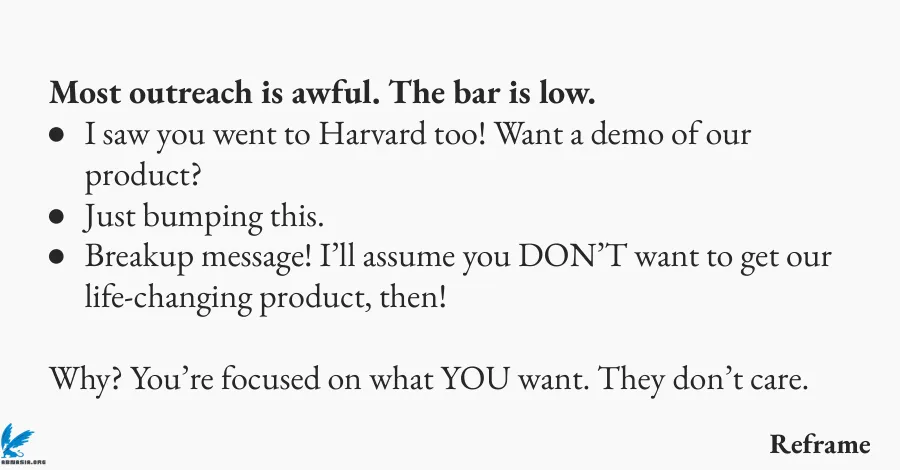 Most outreach is awful. The bar is low.
● I saw you went to Harvard too! Want a demo of our
product?
● Just bumping this.
● Breakup message! I’ll assume you DON’T want to get our
life-changing product, then!
Why? You’re focused on what YOU want. They don’t care.
Reframe